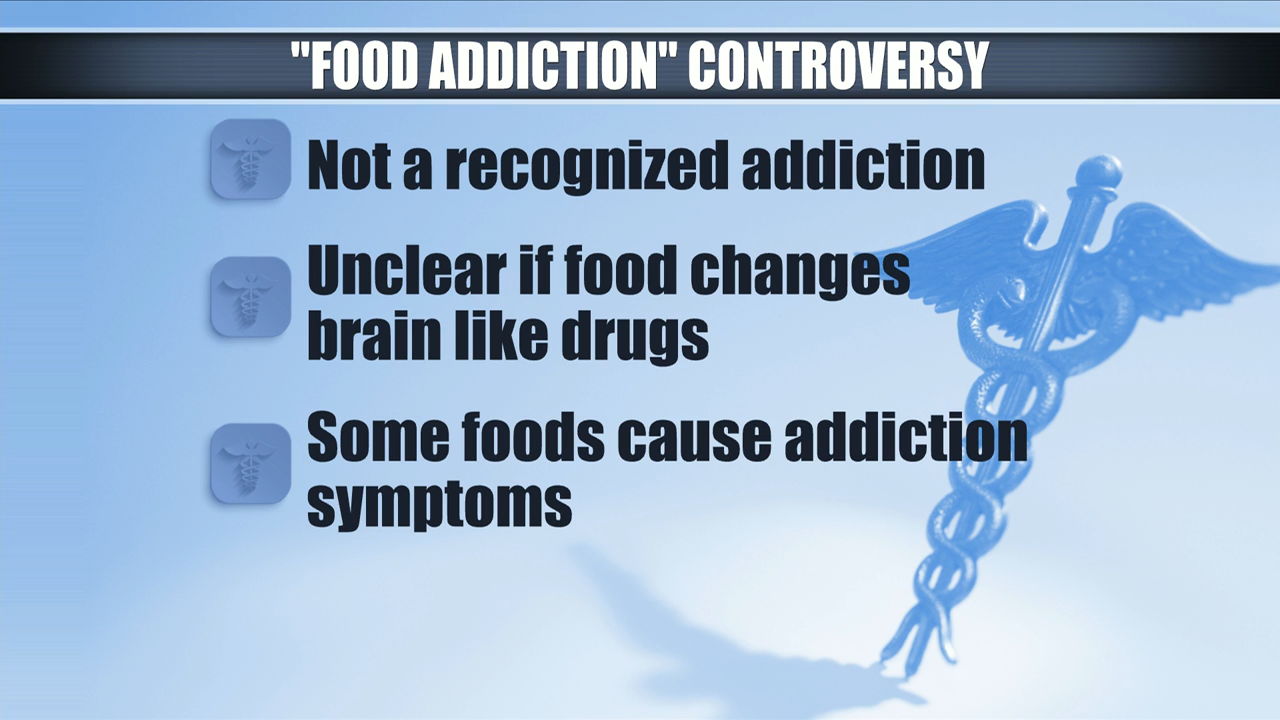 "FOOD ADDICTION" CONTROVERSY
Not a recognized addiction
Unclear if food changes
brain like drugs
Some foods cause addiction
symptoms